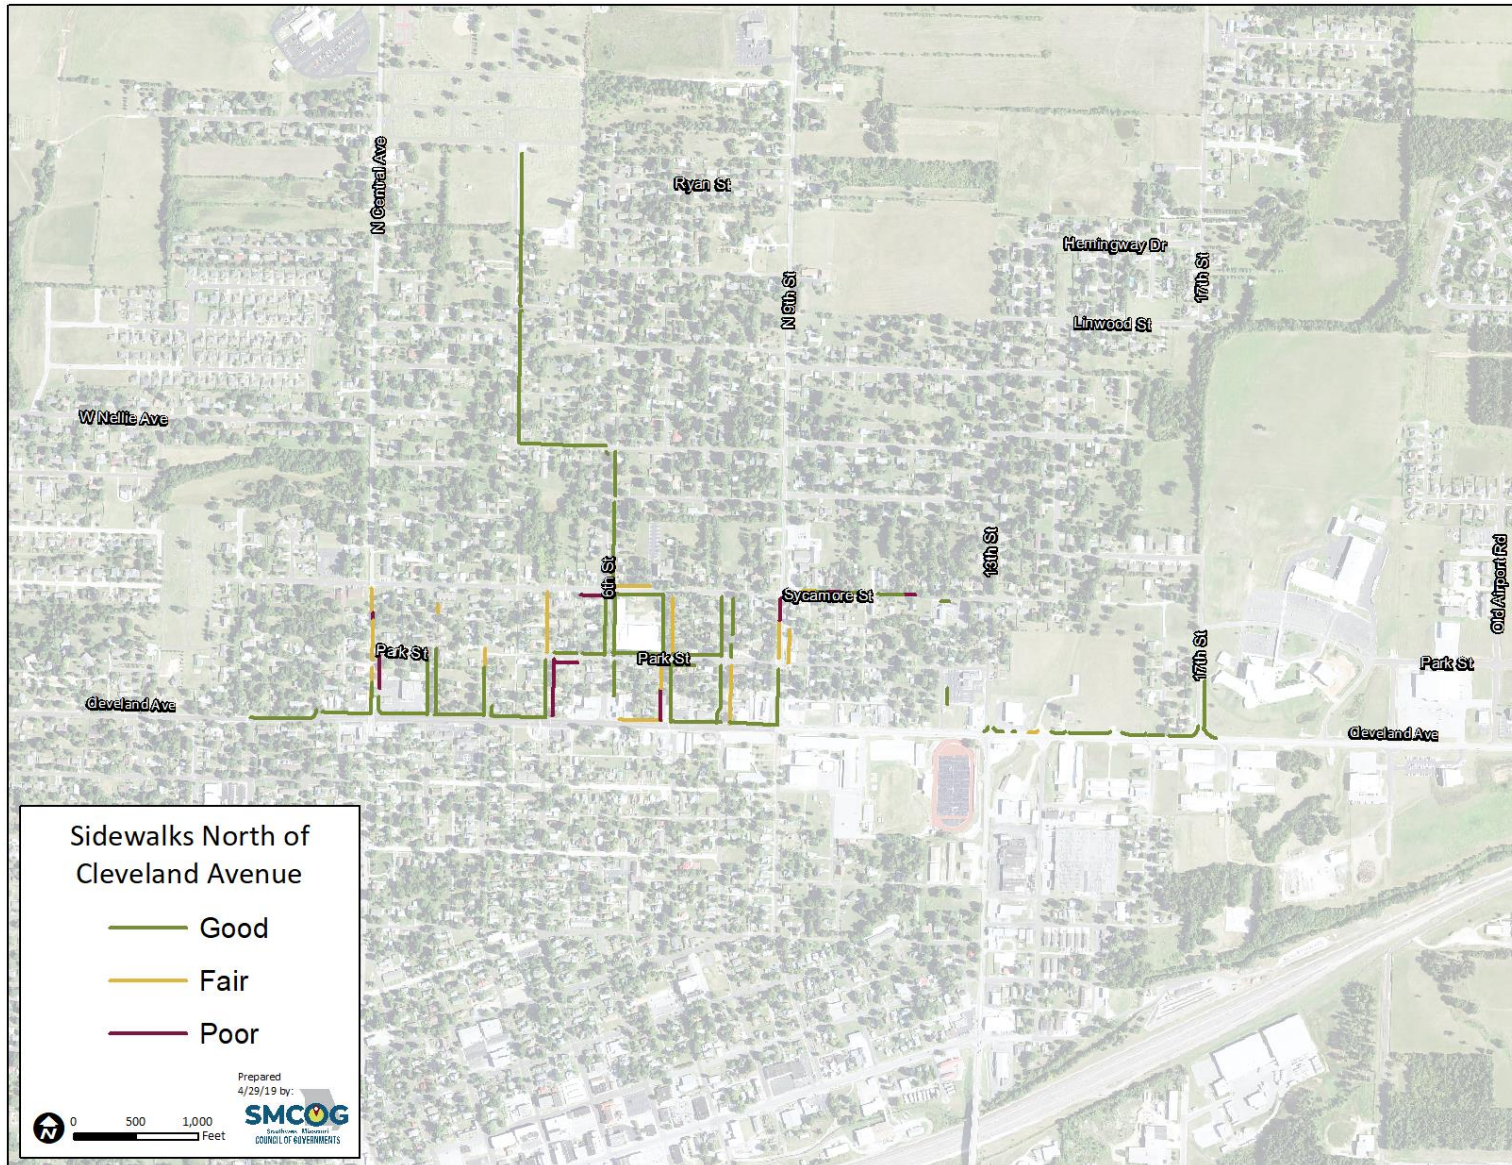 N Central Ave
Ryan St
Hemingway Dr
17th St
N 9th St
Linwood St
W Nellie Ave
13th St
6th St
Sycamore St
Old Airport Rd
Park St
Park St
17th St
Park St
Cleveland Ave
Cleveland Ave
Sidewalks North of
Cleveland Avenue
Good
Fair
Poor
Prepared
4/29/19 by:
N
0 500 1,000
Feet
SMCOG
Southwest Missouri
COUNCIL OF GOVERNMENTS